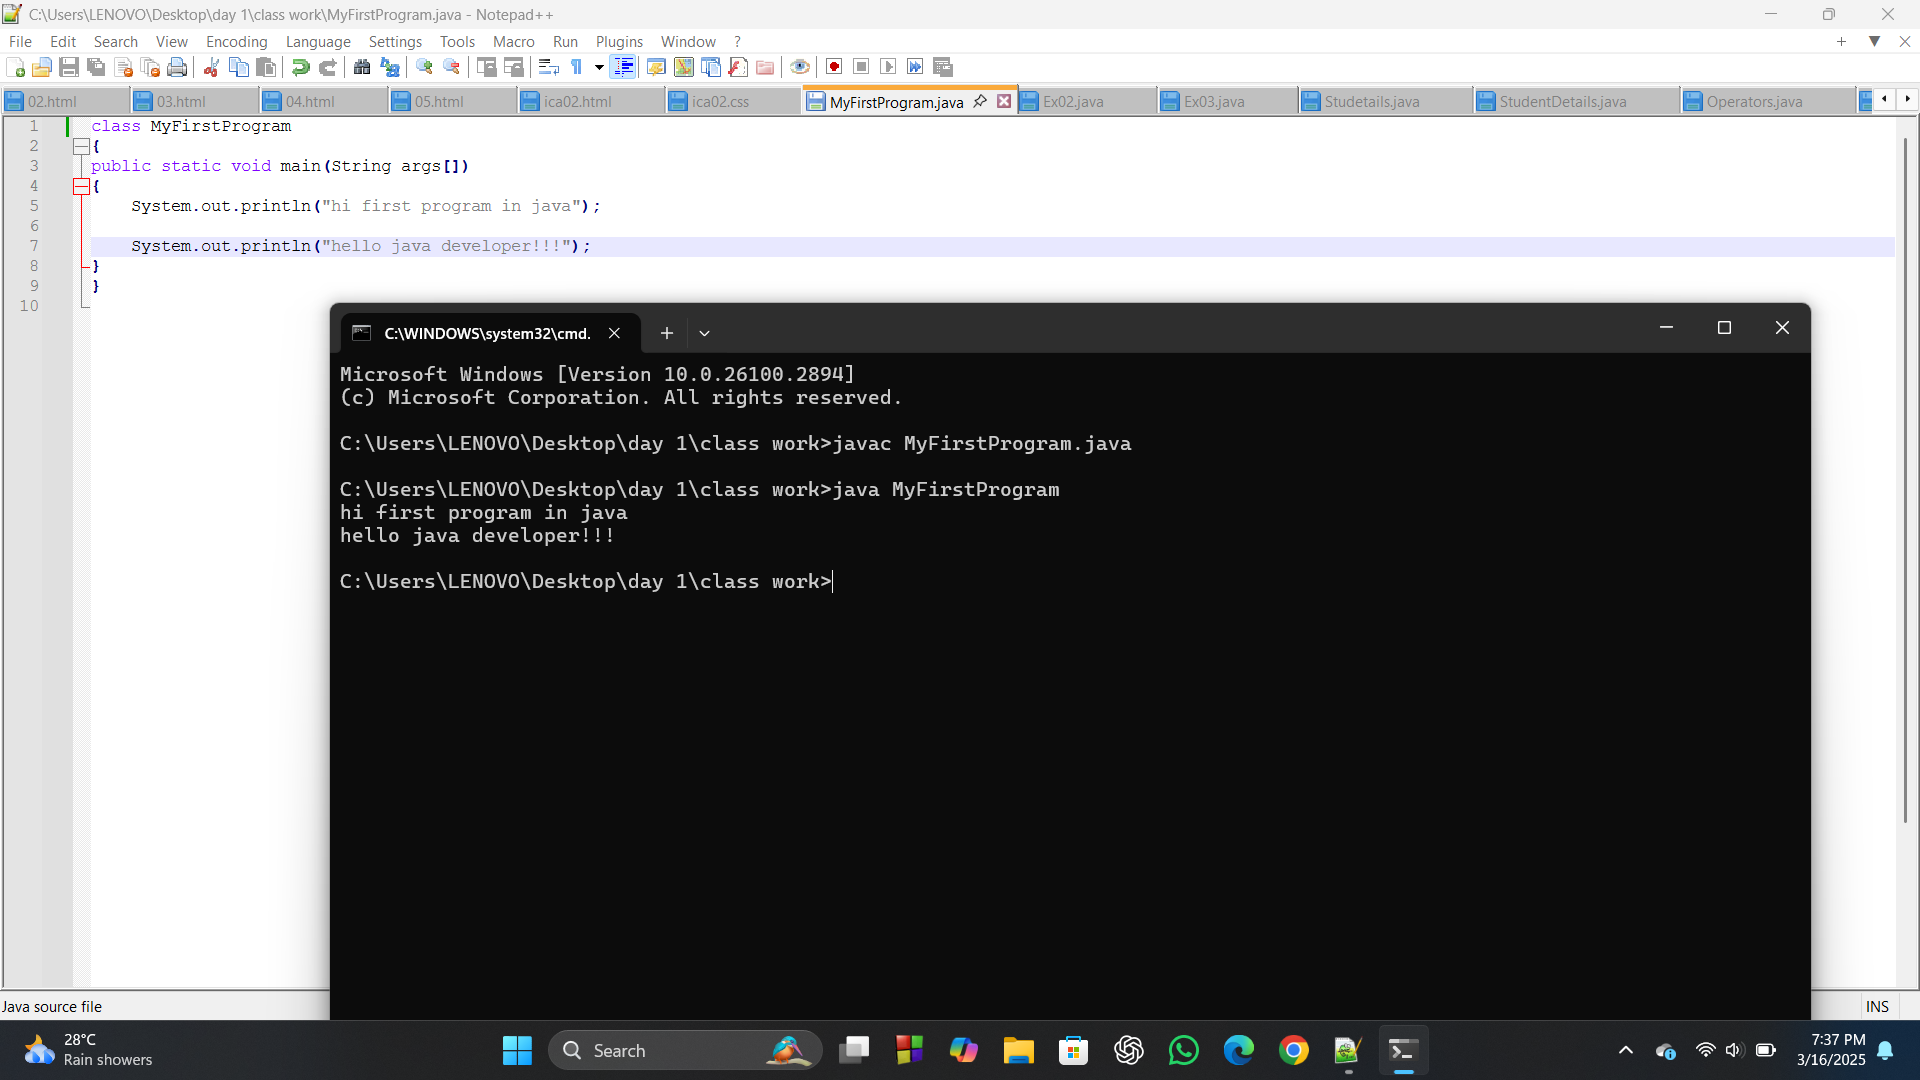 C:\Users\LENOVO\Desktop\day 1\class work\MyFirstProgram.java - Notepad++
File Edit Search View Encoding Language Settings Tools Macro Run Plugins Window ?
02.html 03.html 04.html 05.html ica02.html ica02.css MyFirstProgram.java Ex02.java Ex03.java Studetails.java StudentDetails.java Operators.java
1 class MyFirstProgram
2 {
3 public static void main(String args[])
4 {
5 System.out.println("hi first program in java");
6
7 System.out.println("hello java developer!!!");
8 }
9 }
10
C:\WINDOWS\system32\cmd.
Microsoft Windows [Version 10.0.26100.2894]
(c) Microsoft Corporation. All rights reserved.
C:\Users\LENOVO\Desktop\day 1\class work>javac MyFirstProgram.java
C:\Users\LENOVO\Desktop\day 1\class work>java MyFirstProgram
hi first program in java
hello java developer!!!
C:\Users\LENOVO\Desktop\day 1\class work>
Java source file INS
28°C
Rain showers
Search
7:37 PM
3/16/2025